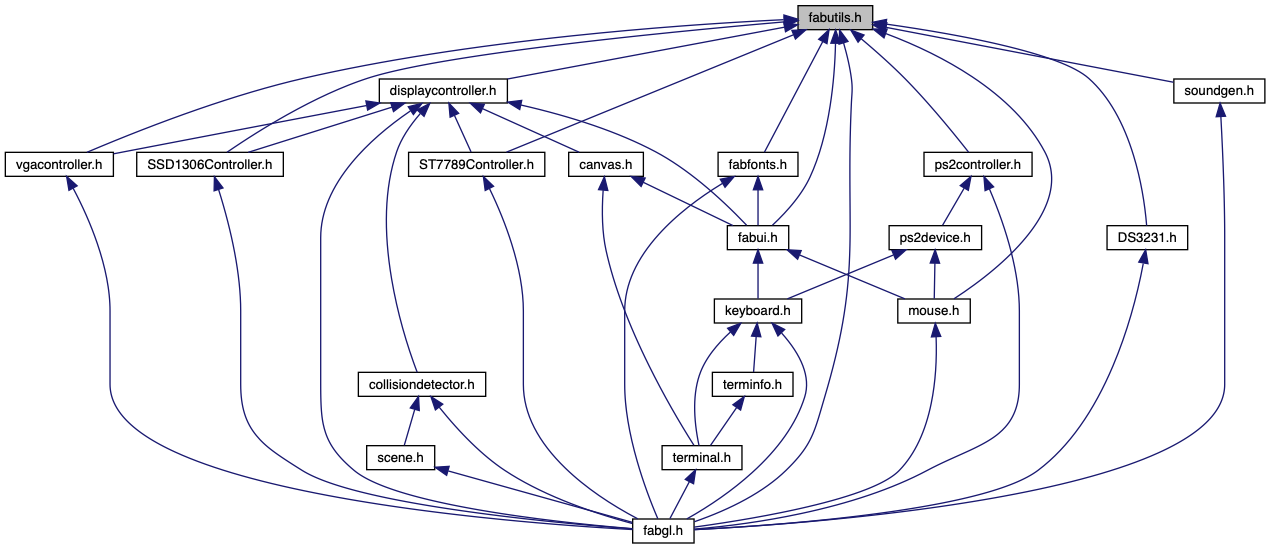 fabutils.h
displaycontroller.h
soundgen.h
vgacontroller.h
SSD1306Controller.h
ST7789Controller.h
canvas.h
fabfonts.h
ps2controller.h
fabui.h
ps2device.h
DS3231.h
keyboard.h
mouse.h
collisiondetector.h
terminfo.h
scene.h
terminal.h
fabgl.h